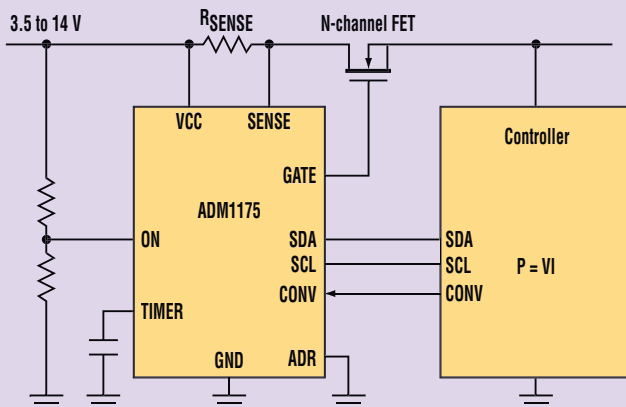 3.5 to 14 V
RSENSE
N-channel FET
VCC
SENSE
Controller
GATE
ADM1175
ON
SDA
SDA
SCL
SCL
P = VI
CONV
CONV
TIMER
GND
ADR